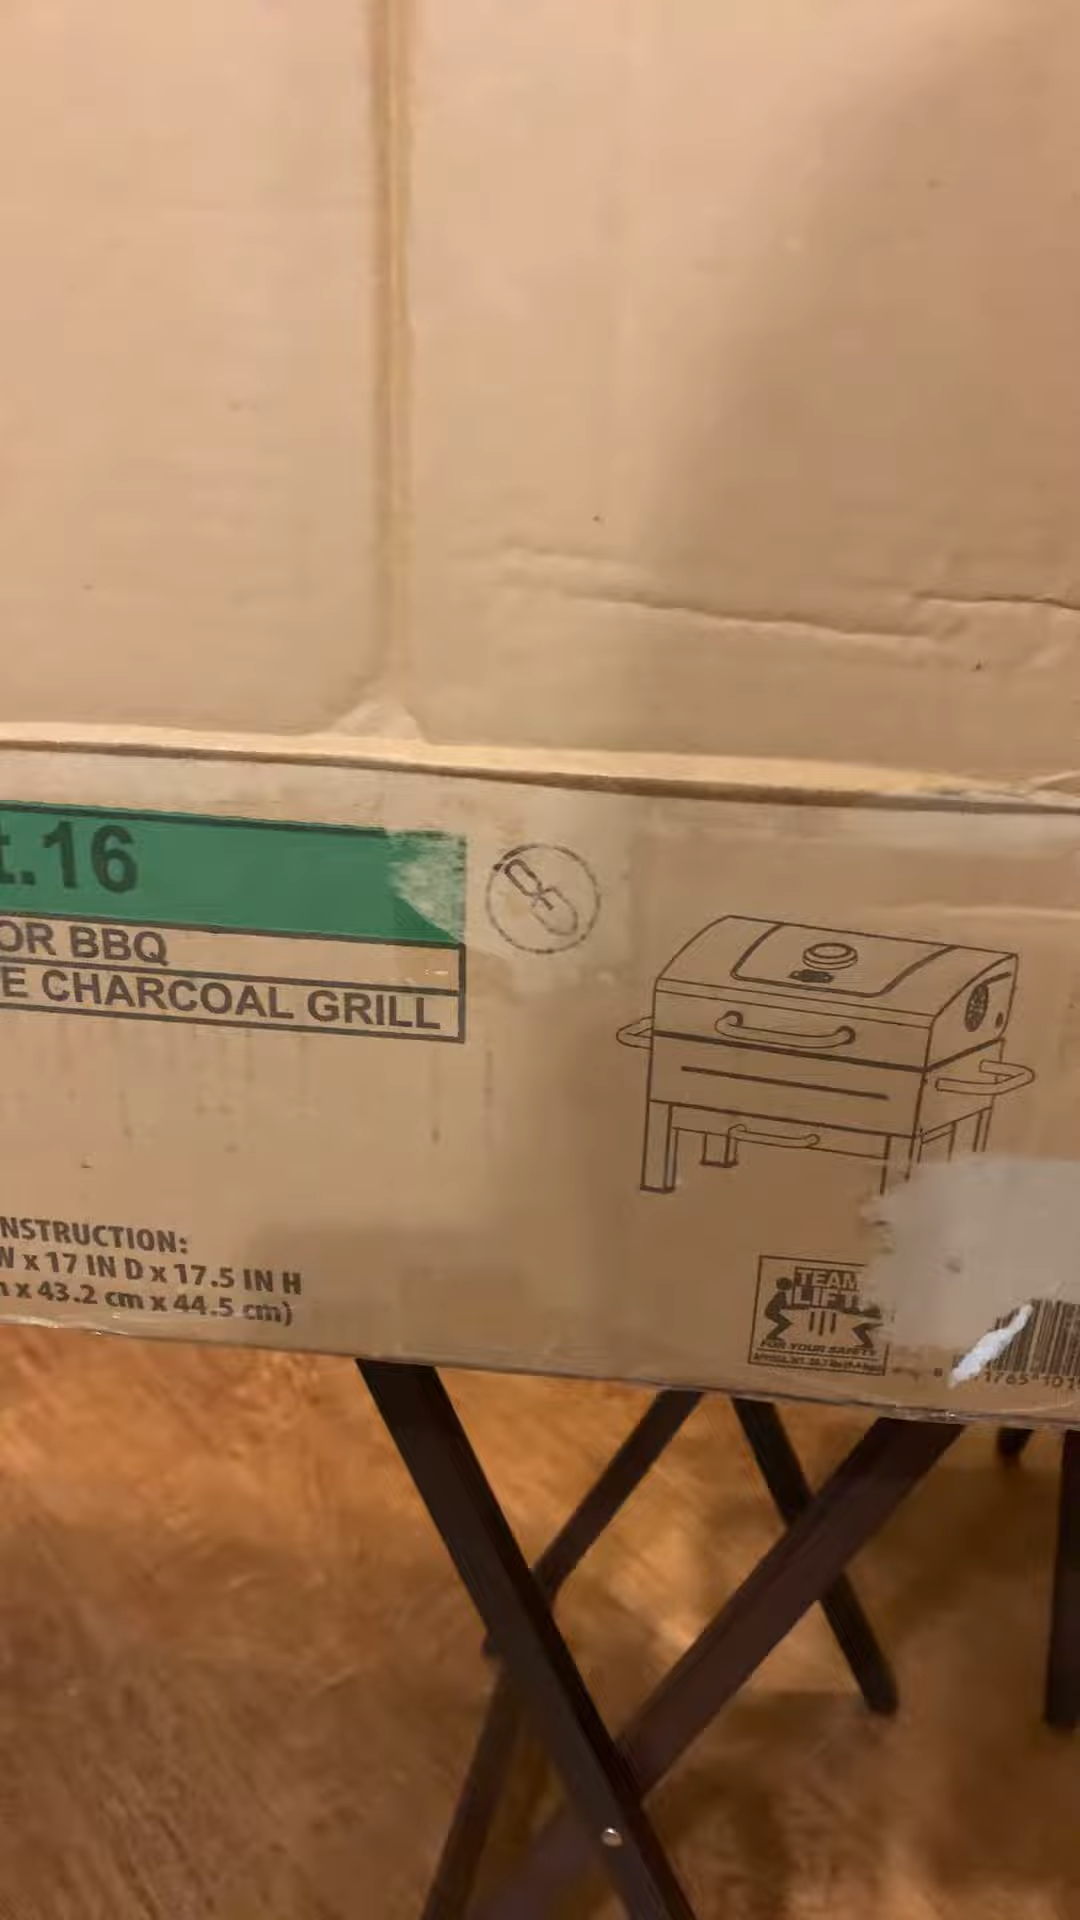 t.16
OR BBQ
E CHARCOAL GRILL
NSTRUCTION:
W x 17 IN D x 17.5 IN H
x 43.2 cm x 44.5 cm)
TEAM
LIFT
FOR YOUR SAFETY